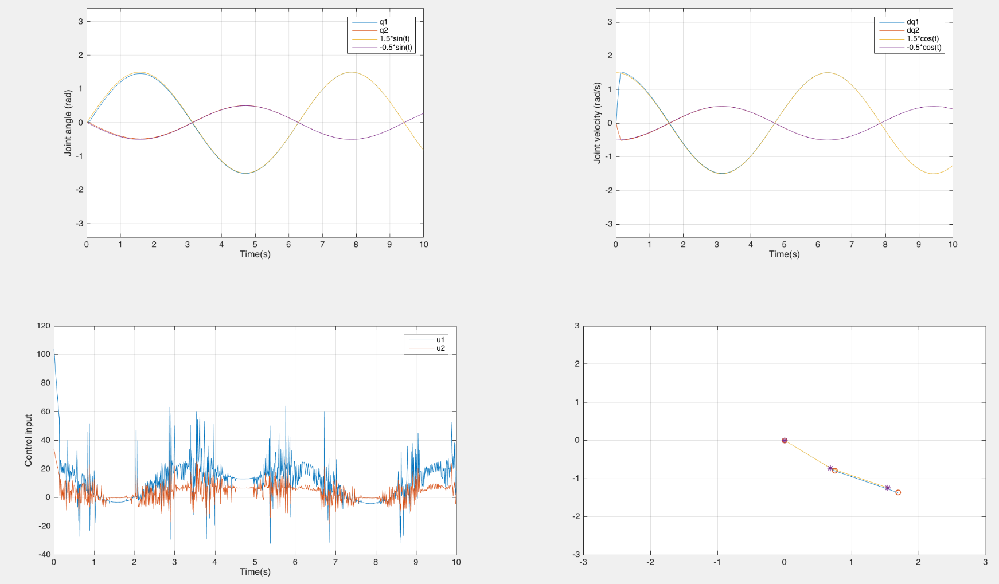 3
2
1
0
-1
-2
-3
0 1 2 3 4 5 6 7 8 9 10
Joint angle (rad)
Time(s)
q1
q2
1.5*sin(t)
-0.5*sin(t)
3
2
1
0
-1
-2
-3
0 1 2 3 4 5 6 7 8 9 10
Joint velocity (rad/s)
Time(s)
dq1
dq2
1.5*cos(t)
-0.5*cos(t)
120
100
80
60
40
20
0
-20
-40
0 1 2 3 4 5 6 7 8 9 10
Control input
Time(s)
u1
u2
3
2
1
0
-1
-2
-3
-3 -2 -1 0 1 2 3